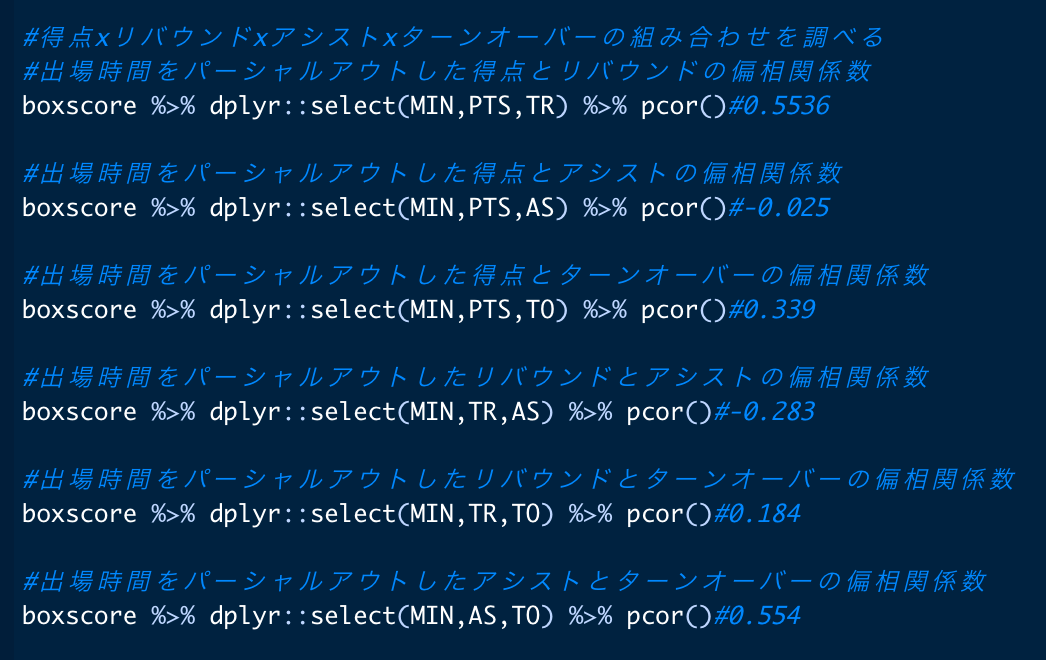 #得点xリバウンドxアシストxターンオーバーの組み合わせを調べる
#出場時間をパーシャルアウトした得点とリバウンドの偏相関係数
boxscore %>% dplyr::select(MIN,PTS,TR) %>% pcor()#0.5536
#出場時間をパーシャルアウトした得点とアシストの偏相関係数
boxscore %>% dplyr::select(MIN,PTS,AS) %>% pcor()#-0.025
#出場時間をパーシャルアウトした得点とターンオーバーの偏相関係数
boxscore %>% dplyr::select(MIN,PTS,TO) %>% pcor()#0.339
#出場時間をパーシャルアウトしたリバウンドとアシストの偏相関係数
boxscore %>% dplyr::select(MIN,TR,AS) %>% pcor()#-0.283
#出場時間をパーシャルアウトしたリバウンドとターンオーバーの偏相関係数
boxscore %>% dplyr::select(MIN,TR,TO) %>% pcor()#0.184
#出場時間をパーシャルアウトしたアシストとターンオーバーの偏相関係数
boxscore %>% dplyr::select(MIN,AS,TO) %>% pcor()#0.554